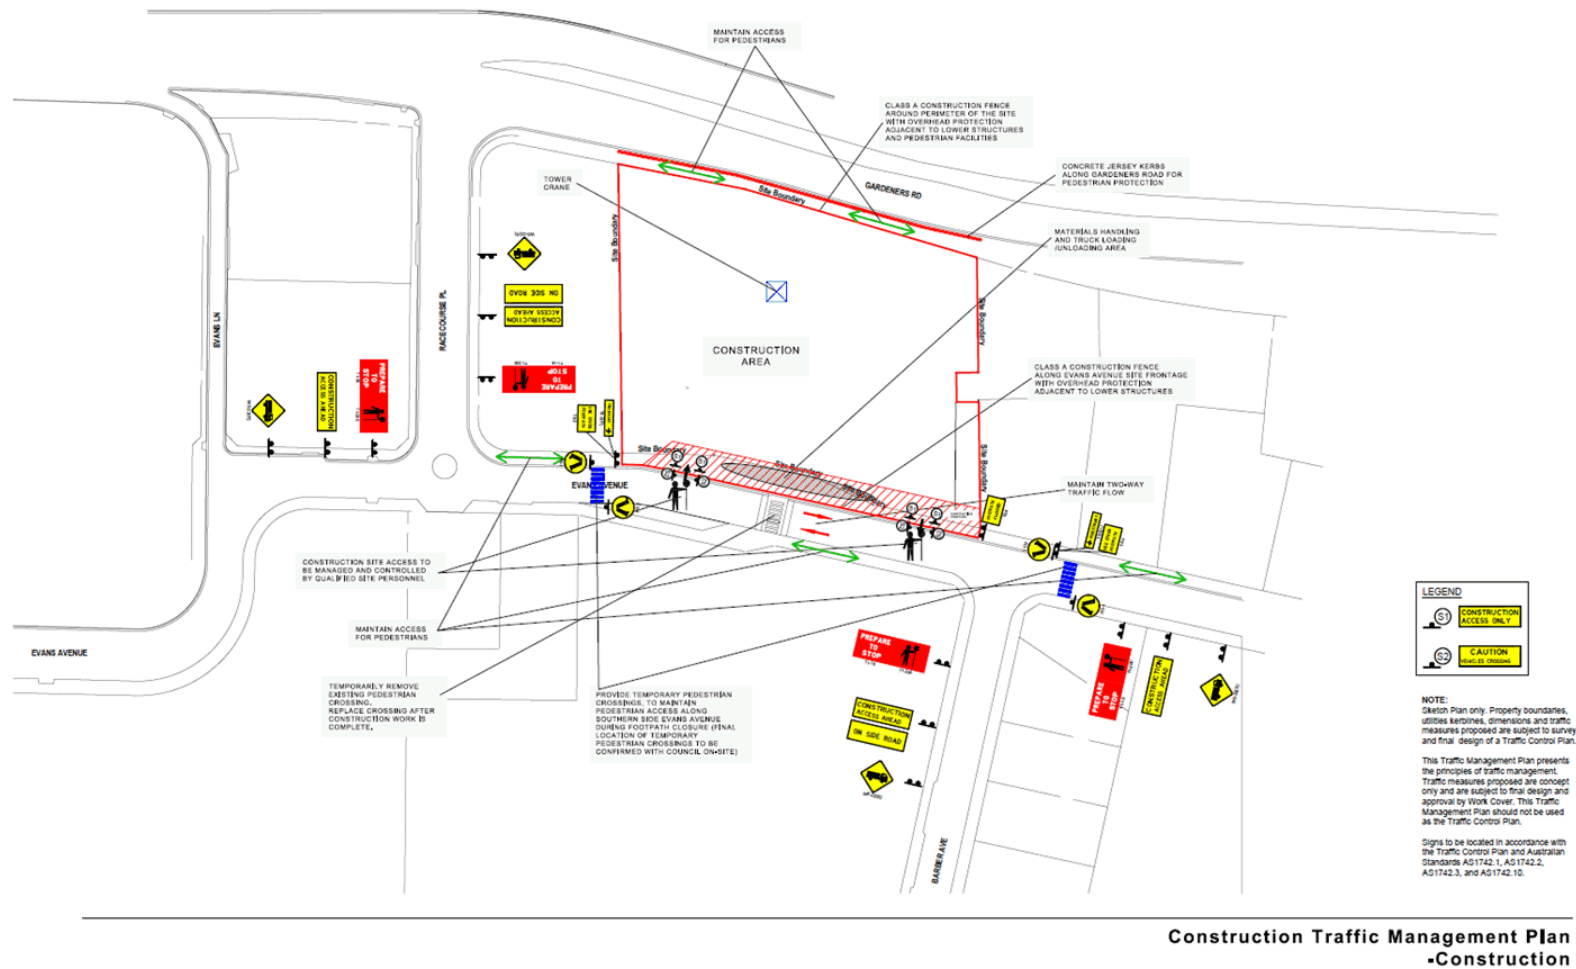 MAINTAIN ACCESS
FOR PEDESTRIANS
CLASS A CONSTRUCTION FENCE
AROUND PERIMETER OF THE SITE
WITH OVERHEAD PROTECTION
ADJACENT TO LOWER STRUCTURES
AND PEDESTRIAN FACILITIES
CONCRETE JERSEY KERBS
ALONG GARDENERS ROAD FOR
PEDESTRIAN PROTECTION
TOWER
CRANE
Site Boundary
GARDENERS RD
MATERIALS HANDLING
AND TRUCK LOADING
/UNLOADING AREA
Site Boundary
Site Boundary
EVANS LN
RACECOURSE PL
ON SIDE ROAD
CONSTRUCTION
ACCESS AHEAD
PREPARE
TO
STOP
CONSTRUCTION
AREA
CLASS A CONSTRUCTION FENCE
ALONG EVANS AVENUE SITE FRONTAGE
WITH OVERHEAD PROTECTION
ADJACENT TO LOWER STRUCTURES
PREPARE
TO
STOP
CONSTRUCTION
ACCESS AHEAD
Site Boundary
Site Boundary
Site Boundary
S1
S1
S2
S2
MAINTAIN TWO-WAY
TRAFFIC FLOW
EVANS AVENUE
S1
S1
S2
S2
CONSTRUCTION SITE ACCESS TO
BE MANAGED AND CONTROLLED
BY QUALIFIED SITE PERSONNEL
MAINTAIN ACCESS
FOR PEDESTRIANS
EVANS AVENUE
TEMPORARILY REMOVE
EXISTING PEDESTRIAN
CROSSING.
REPLACE CROSSING AFTER
CONSTRUCTION WORK IS
COMPLETE.
PROVIDE TEMPORARY PEDESTRIAN
CROSSINGS, TO MAINTAIN
PEDESTRIAN ACCESS ALONG
SOUTHERN SIDE EVANS AVENUE
DURING FOOTPATH CLOSURE (FINAL
LOCATION OF TEMPORARY
PEDESTRIAN CROSSINGS TO BE
CONFIRMED WITH COUNCIL ON-SITE)
PREPARE
TO
STOP
CONSTRUCTION
ACCESS AHEAD
ON SIDE ROAD
BARBER AVE
PREPARE
TO
STOP
CONSTRUCTION
ACCESS AHEAD
LEGEND
S1
CONSTRUCTION
ACCESS ONLY
S2
CAUTION
VEHICLES CROSSING
NOTE:
Sketch Plan only. Property boundaries,
utilities kerblines, dimensions and traffic
measures proposed are subject to survey
and final design of a Traffic Control Plan.
This Traffic Management Plan presents
the principles of traffic management.
Traffic measures proposed are concept
only and are subject to final design and
approval by Work Cover. This Traffic
Management Plan should not be used
as the Traffic Control Plan.
Signs to be located in accordance with
the Traffic Control Plan and Australian
Standards AS1742.1, AS1742.2,
AS1742.3, and AS1742.10.
Construction Traffic Management Plan
-Construction